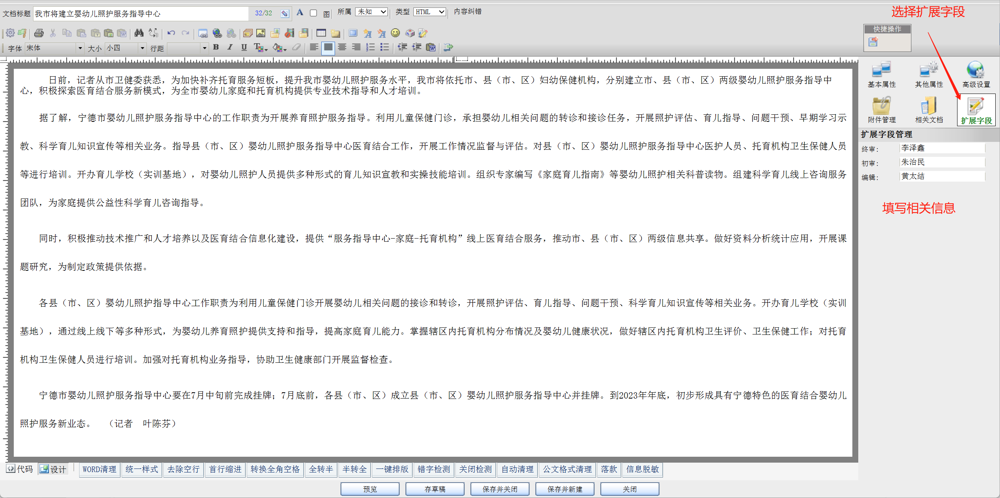 文档标题 我市将建立婴幼儿照护服务指导中心 32/32 A 图 所属 未知 类型 HTML 内容纠错
选择扩展字段
快捷操作
字体 宋体 大小 小四 行距 B I U
基本属性 其他属性 高级设置
附件管理 相关文档 扩展字段
扩展字段管理
终审: 李泽鑫
初审: 朱治民
编辑: 黄太结
填写相关信息
日前，记者从市卫健委获悉，为加快补齐托育服务短板，提升我市婴幼儿照护服务水平，我市将依托市、县（市、区）妇幼保健机构，分别建立市、县（市、区）两级婴幼儿照护服务指导中
心，积极探索医育结合服务新模式，为全市婴幼儿家庭和托育机构提供专业技术指导和人才培训。
据了解，宁德市婴幼儿照护服务指导中心的工作职责为开展养育照护服务指导。利用儿童保健门诊，承担婴幼儿相关问题的转诊和接诊任务，开展照护评估、育儿指导、问题干预、早期学习示
教、科学育儿知识宣传等相关业务。指导县（市、区）婴幼儿照护服务指导中心医育结合工作，开展工作情况监督与评估。对县（市、区）婴幼儿照护服务指导中心医护人员、托育机构卫生保健人员
等进行培训。开办育儿学校（实训基地），对婴幼儿照护人员提供多种形式的育儿知识宣教和实操技能培训。组织专家编写《家庭育儿指南》等婴幼儿照护相关科普读物。组建科学育儿线上咨询服务
团队，为家庭提供公益性科学育儿咨询指导。
同时，积极推动技术推广和人才培养以及医育结合信息化建设，提供“服务指导中心-家庭-托育机构”线上医育结合服务，推动市、县（市、区）两级信息共享。做好资料分析统计应用，开展课
题研究，为制定政策提供依据。
各县（市、区）婴幼儿照护指导中心工作职责为利用儿童保健门诊开展婴幼儿相关问题的接诊和转诊，开展照护评估、育儿指导、问题干预、科学育儿知识宣传等相关业务。开办育儿学校（实训
基地），通过线上线下等多种形式，为婴幼儿养育照护提供支持和指导，提高家庭育儿能力。掌握辖区内托育机构分布情况及婴幼儿健康状况，做好辖区内托育机构卫生评价、卫生保健工作；对托育
机构卫生保健人员进行培训。加强对托育机构业务指导，协助卫生健康部门开展监督检查。
宁德市婴幼儿照护服务指导中心要在7月中旬前完成挂牌；7月底前，各县（市、区）成立县（市、区）婴幼儿照护服务指导中心并挂牌。到2023年年底，初步形成具有宁德特色的医育结合婴幼儿
照护服务新业态。 （记者 叶陈芬）
代码 设计 WORD清理 统一样式 去除空行 首行缩进 转换全角空格 全转半 半转全 一键排版 错字检测 关闭检测 自动清理 公文格式清理 落款 信息脱敏
预览 存草稿 保存并关闭 保存并新建 关闭